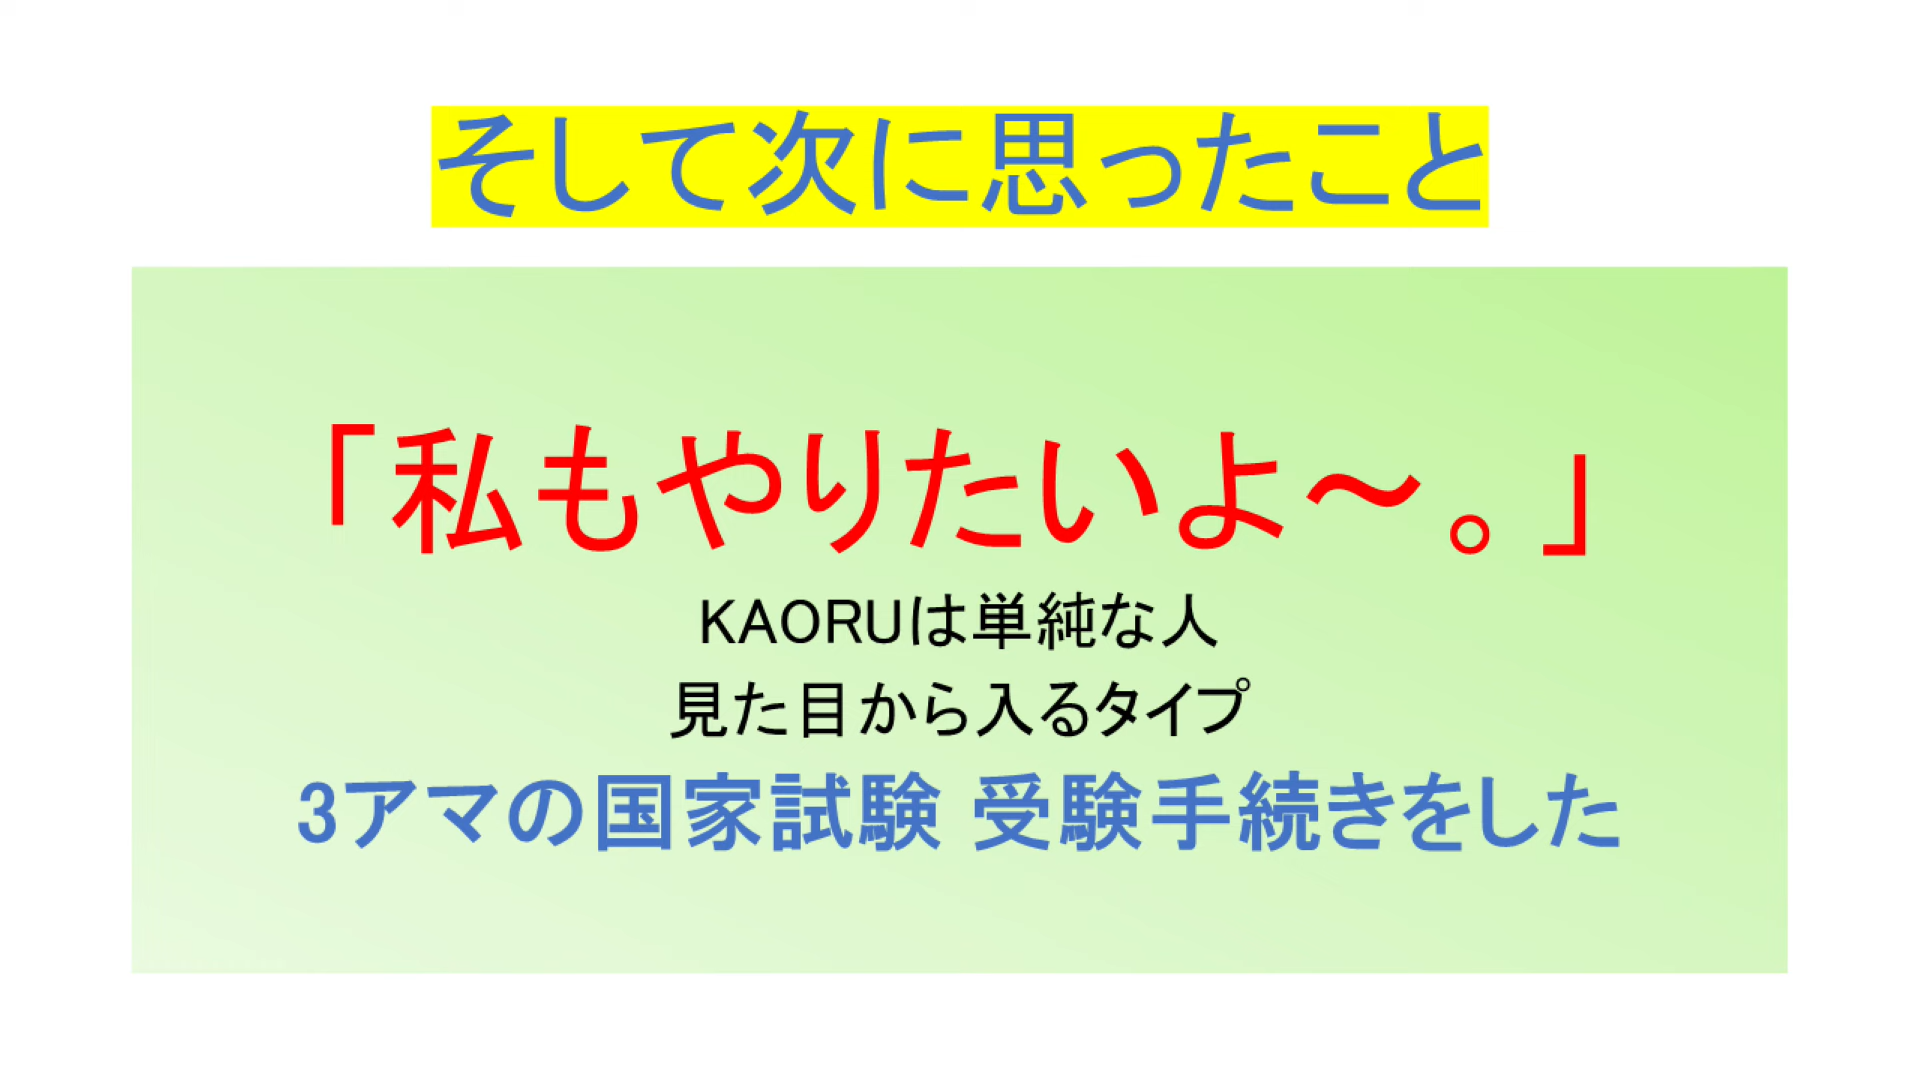 そして次に思ったこと
「私もやりたいよ～。」
KAORUは単純な人
見た目から入るタイプ
3アマの国家試験 受験手続きをした